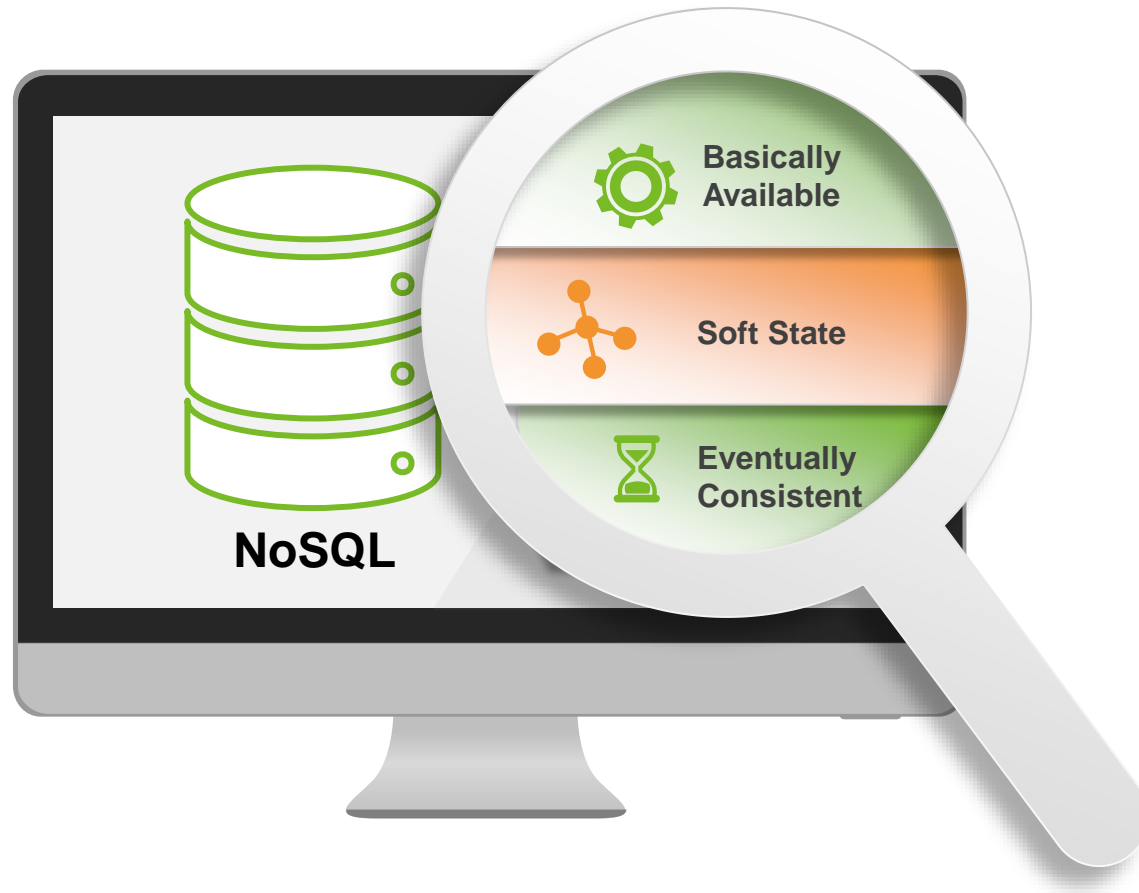 NoSQL
Basically
Available
Soft State
Eventually
Consistent